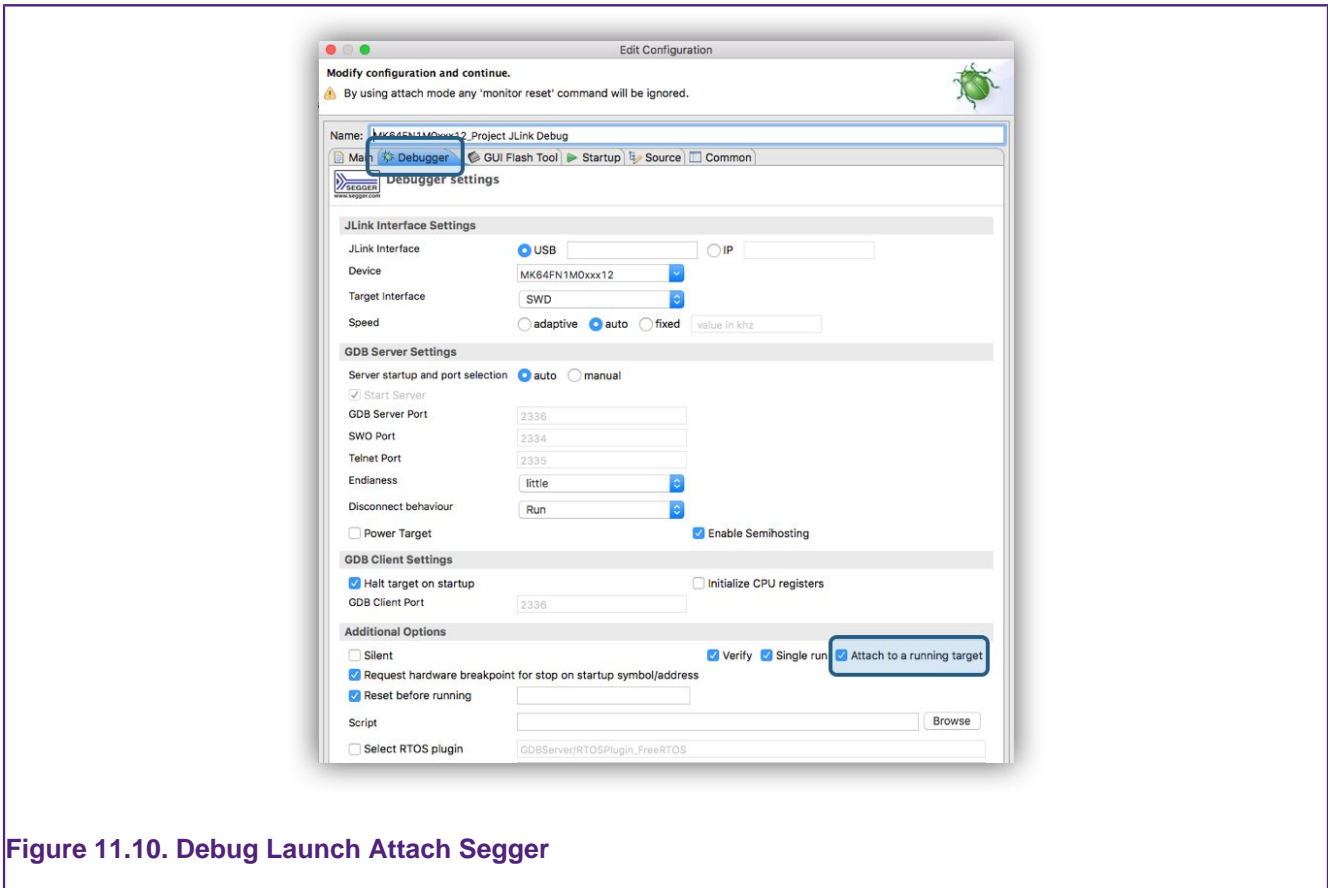 Edit Configuration
Modify configuration and continue.
By using attach mode any 'monitor reset' command will be ignored.
Name: MK64FN1M0xxx12_Project JLink Debug
Main Debugger GUI Flash Tool Startup Source Common
SEGGER Debugger settings
www.segger.com
JLink Interface Settings
JLink Interface USB IP
Device MK64FN1M0xxx12
Target Interface SWD
Speed adaptive auto fixed value in khz
GDB Server Settings
Server startup and port selection auto manual
Start Server
GDB Server Port 2336
SWO Port 2334
Telnet Port 2335
Endianess little
Disconnect behaviour Run
Power Target Enable Semihosting
GDB Client Settings
Halt target on startup Initialize CPU registers
GDB Client Port 2336
Additional Options
Silent Verify Single run Attach to a running target
Request hardware breakpoint for stop on startup symbol/address
Reset before running
Script Browse
Select RTOS plugin GDBServer/RTOSPlugin_FreeRTOS
Figure 11.10. Debug Launch Attach Segger